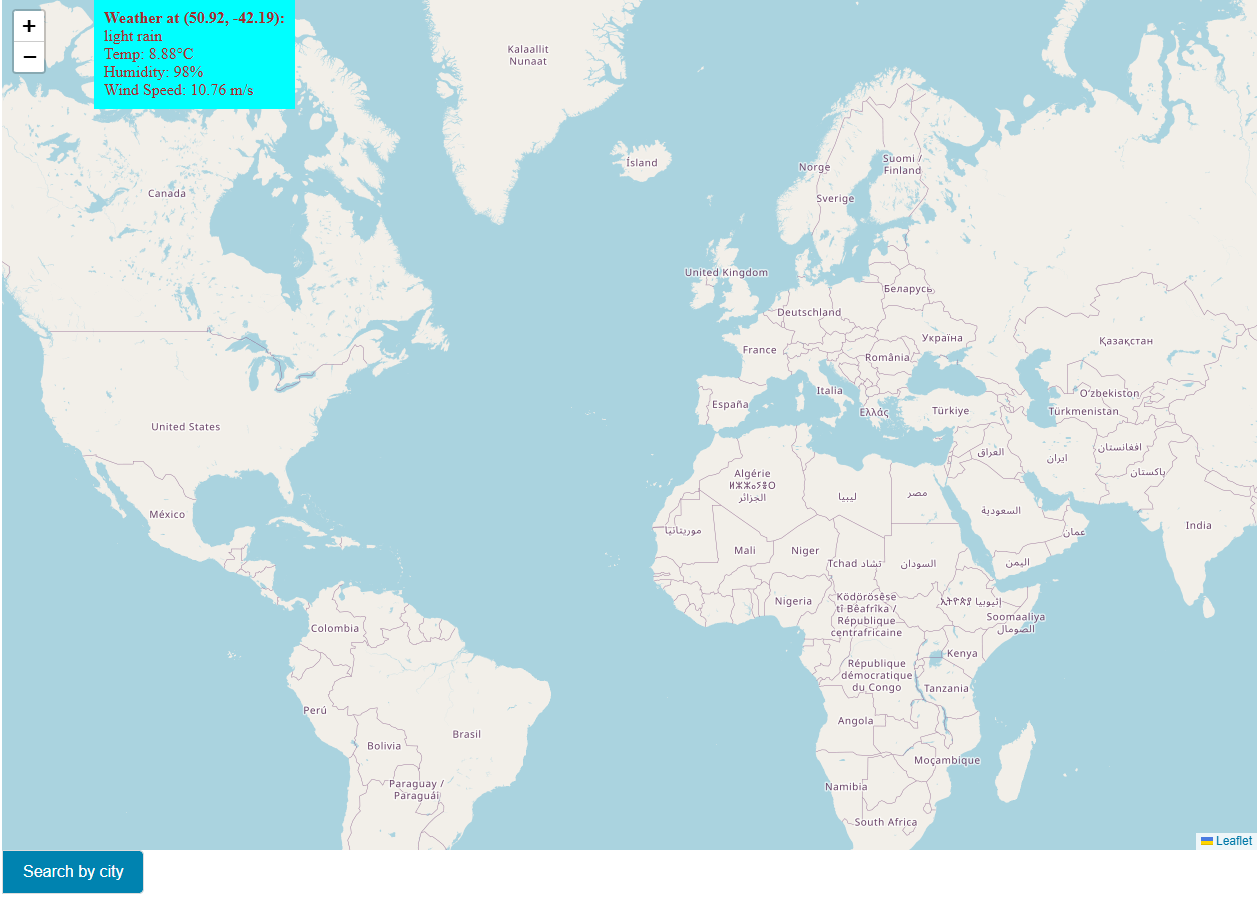 +
−
Weather at (50.92, -42.19):
light rain
Temp: 8.88°C
Humidity: 98%
Wind Speed: 10.76 m/s
Kalaallit
Nunaat
Ísland
Norge
Suomi /
Finland
Sverige
Canada
United Kingdom
Беларусь
Deutschland
Україна
France
România
Қазақстан
Italia
España
Ελλάς
Türkiye
Oʻzbekiston
Türkmenistan
United States
العراق
ایران
افغانستان
پاکستان
Algérie
ⵍⵣⵣⴰⵢⴻⵔ
الجزائر
ليبيا
مصر
السعودية
عمان
México
موريتانيا
India
Mali
Niger
Tchad تشاد
السودان
اليمن
Nigeria
Ködörösêse
tî Bêafrîka /
République
centrafricaine
ኢትዮጵያ إثيوبيا
Soomaaliya
الصومال
Colombia
Kenya
République
démocratique
du Congo
Tanzania
Perú
Angola
Brasil
Bolivia
Moçambique
Paraguay /
Paraguái
Namibia
South Africa
Leaflet
Search by city